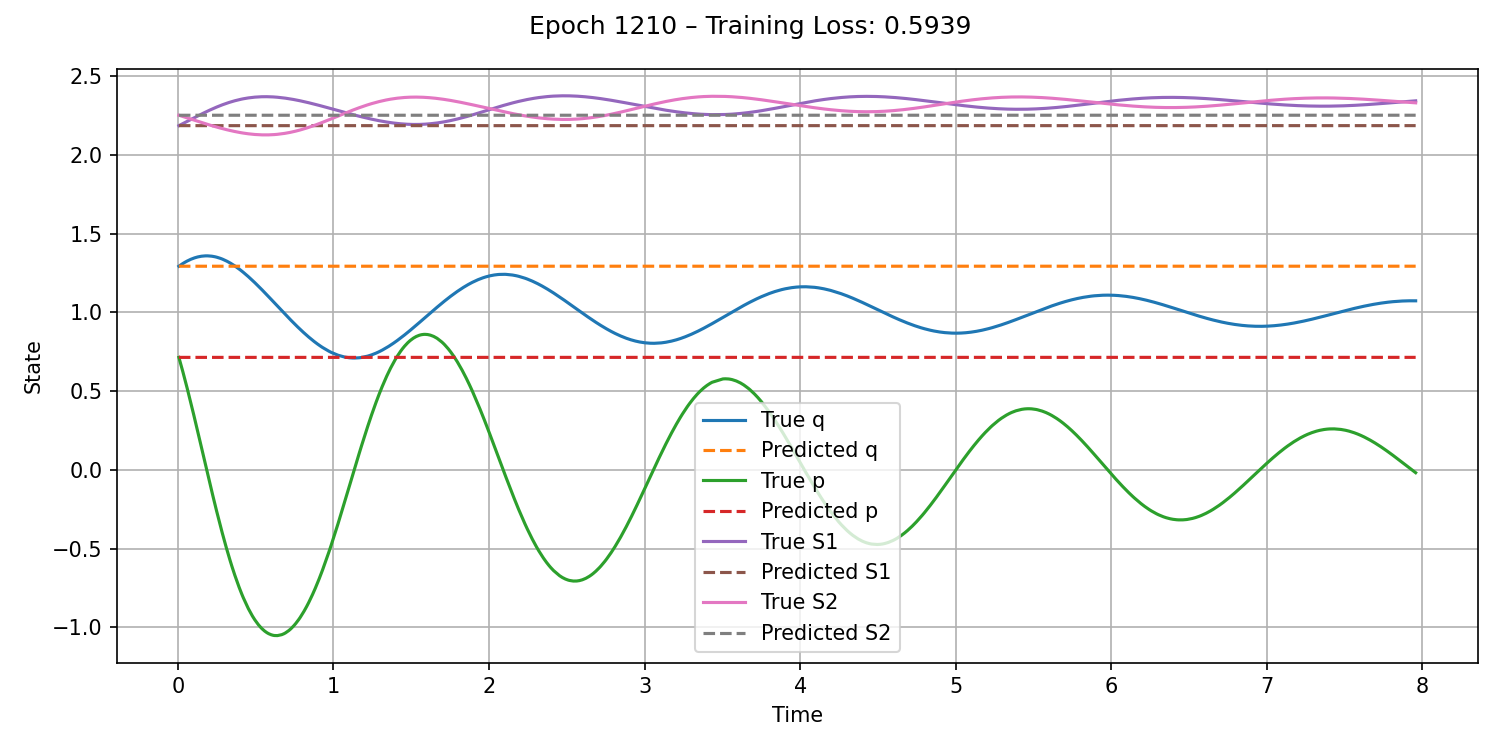 Epoch 1210 – Training Loss: 0.5939
2.5
2.0
1.5
1.0
0.5
0.0
−0.5
−1.0
State
True q
Predicted q
True p
Predicted p
True S1
Predicted S1
True S2
Predicted S2
0 1 2 3 4 5 6 7 8
Time